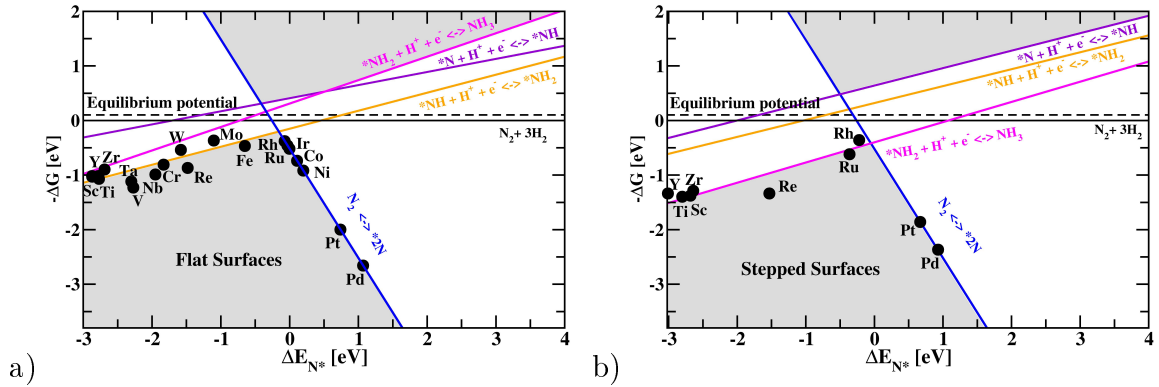 2
1
0
-1
-2
-3
-ΔG [eV]
*NH₂ + H⁺ + e⁻ <-> NH₃
*N + H⁺ + e⁻ <-> *NH
*NH + H⁺ + e⁻ <-> *NH₂
Equilibrium potential
N₂ + 3H₂
W
Mo
Y
Zr
Fe
Rh
Ir
Ru
Ta
Co
Sc
Ti
Nb
Cr
Re
Ni
V
N₂ <-> *2N
Pt
Flat Surfaces
Pd
-3 -2 -1 0 1 2 3 4
ΔE_N* [eV]
a)
2
1
0
-1
-2
-3
-ΔG [eV]
*N + H⁺ + e⁻ <-> *NH
*NH + H⁺ + e⁻ <-> *NH₂
Equilibrium potential
N₂ + 3H₂
Rh
*NH₂ + H⁺ + e⁻ <-> NH₃
Ru
Y
Zr
Re
Ti
Sc
N₂ <-> *2N
Pt
Stepped Surfaces
Pd
-3 -2 -1 0 1 2 3 4
ΔE_N* [eV]
b)